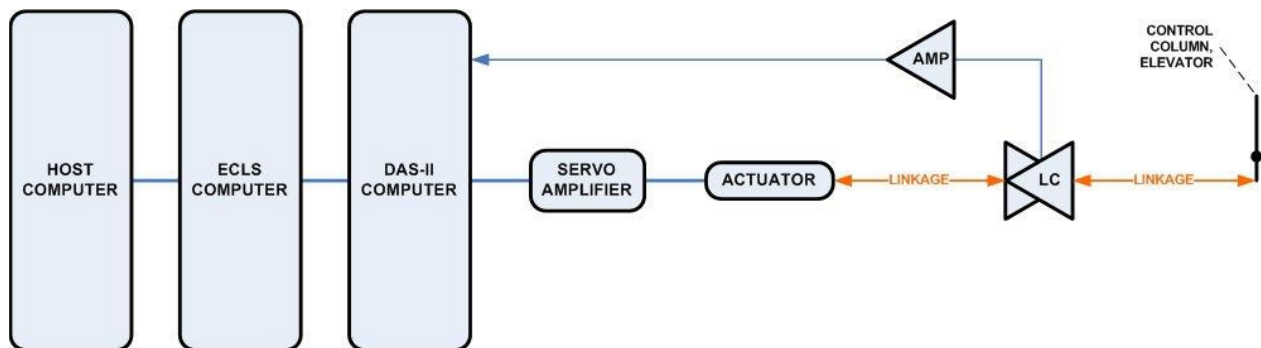 HOST
COMPUTER
ECLS
COMPUTER
DAS-II
COMPUTER
SERVO
AMPLIFIER
ACTUATOR
LINKAGE
LC
LINKAGE
AMP
CONTROL
COLUMN,
ELEVATOR